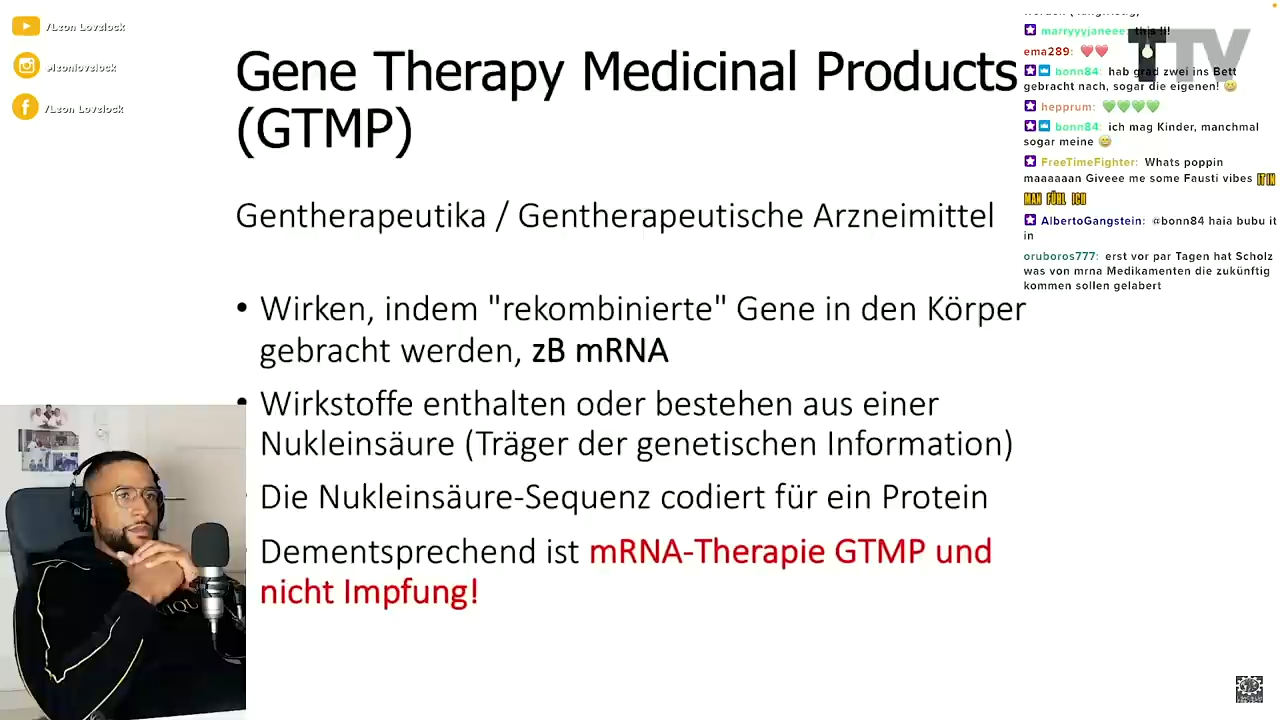 /Leon Lovelock
Gene Therapy Medicinal Products
(GTMP)
Gentherapeutika / Gentherapeutische Arzneimittel
• Wirken, indem "rekombinierte" Gene in den Körper
gebracht werden, zB mRNA
• Wirkstoffe enthalten oder bestehen aus einer
Nukleinsäure (Träger der genetischen Information)
Die Nukleinsäure-Sequenz codiert für ein Protein
Dementsprechend ist mRNA-Therapie GTMP und
nicht Impfung!
/Leon Lovelock
TTV
marryyyjaneee: this !!!
ema289: ❤️❤️
bonn84: hab grad zwei ins Bett
gebracht nach, sogar die eigenen! 😄
hepprum: 💚💚💚💚
bonn84: ich mag Kinder, manchmal
sogar meine 😄
FreeTimeFighter: Whats poppin
maaaaaan Giveee me some Fausti vibes
MAN FÜHL ICH
AlbertoGangstein: @bonn84 haia bubu it
in
oruboros777: erst vor par Tagen hat Scholz
was von mrna Medikamenten die zukünftig
kommen sollen gelabert